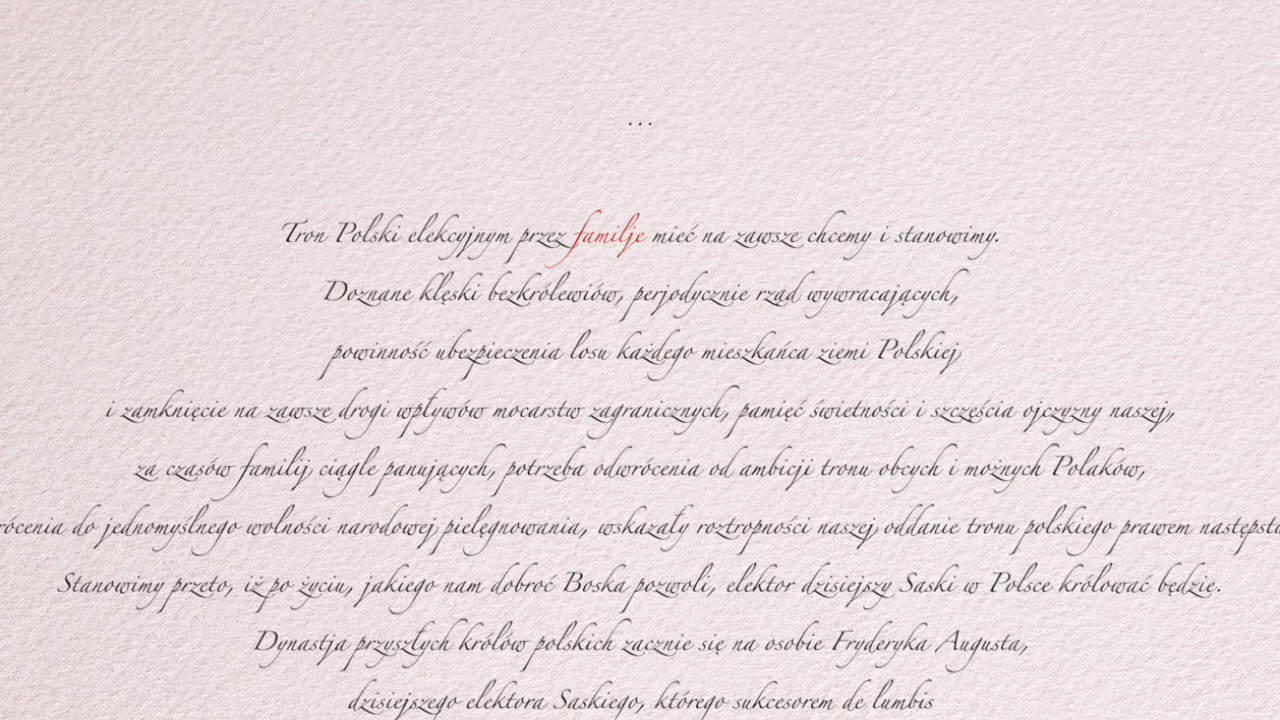 ...
Tron Polski elekcyjnym przez familje mieć na zawsze chcemy i stanowimy.
Doznane klęski bezkrólewiów, perjodycznie rząd wywracających,
powinność ubezpieczenia losu każdego mieszkańca ziemi Polskiej,
i zamknięcie na zawsze drogi wpływów mocarstw zagranicznych, pamięć świetności i szczęścia ojczyzny naszej,
za czasów familij ciągle panujących, potrzeba odwrócenia od ambicji tronu obcych i możnych Polaków,
rócenia do jednomyślnego wolności narodowej pielęgnowania, wskazały roztropności naszej oddanie tronu polskiego prawem następstw
Stanowimy przeto, iż po życiu, jakiego nam dobroć Boska pozwoli, elektor dzisiejszy Saski w Polsce królować będzie.
Dynastja przyszłych królów polskich zacznie się na osobie Fryderyka Augusta,
dzisiejszego elektora Saskiego, którego sukcesorem de lumbis